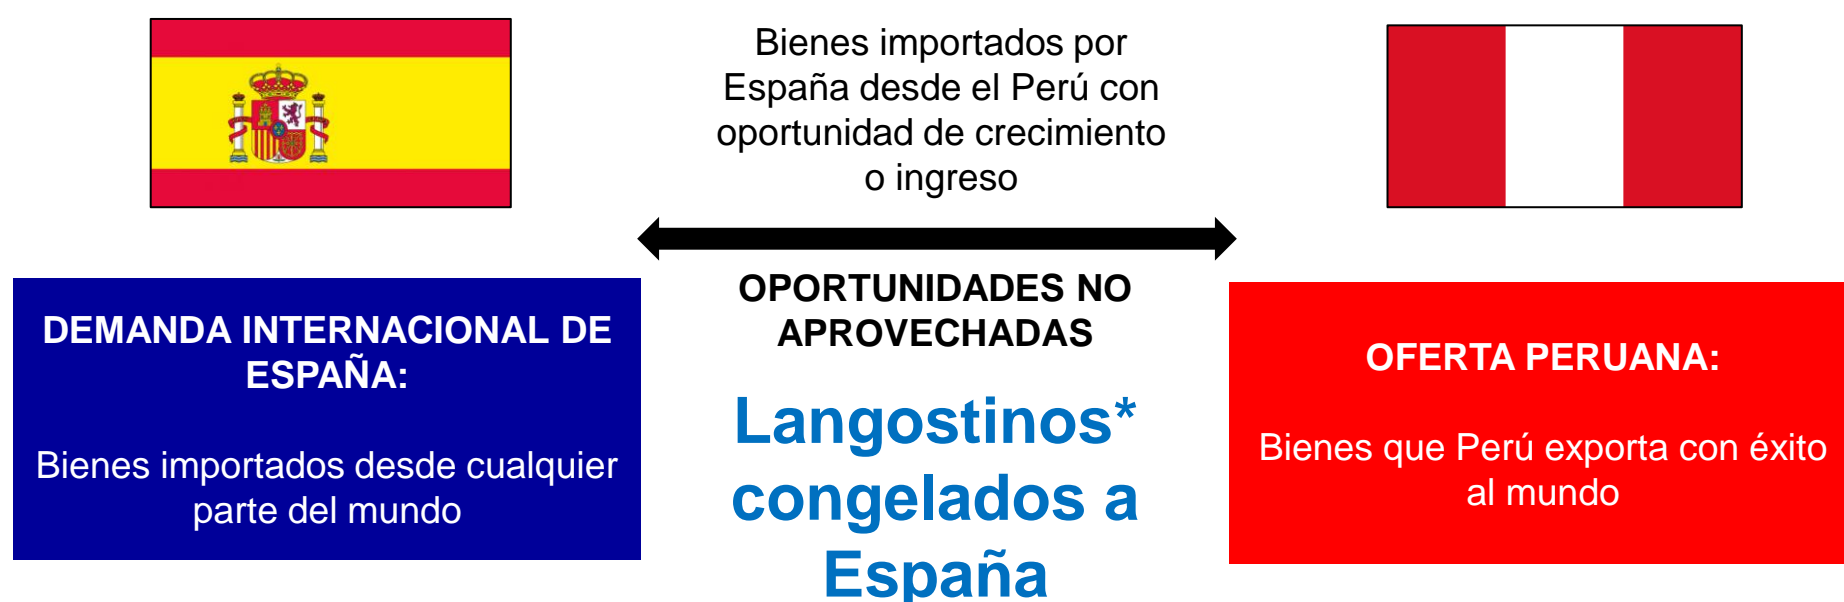 Bienes importados por
España desde el Perú con
oportunidad de crecimiento
o ingreso
DEMANDA INTERNACIONAL DE
ESPAÑA:
Bienes importados desde cualquier
parte del mundo
OPORTUNIDADES NO
APROVECHADAS
Langostinos*
congelados a
España
OFERTA PERUANA:
Bienes que Perú exporta con éxito
al mundo